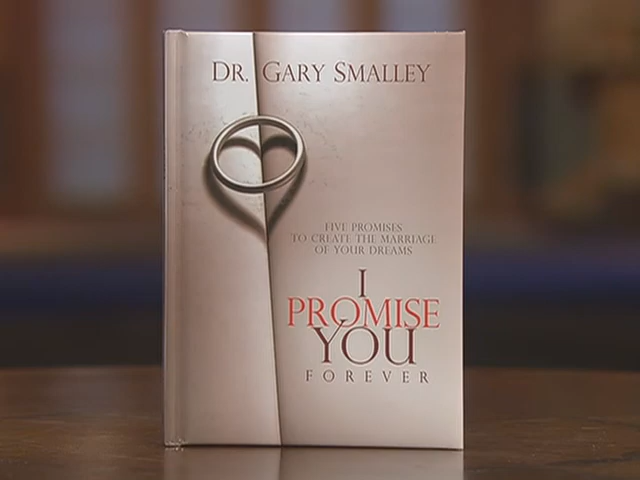 DR. GARY SMALLEY
FIVE PROMISES
TO CREATE THE MARRIAGE
OF YOUR DREAMS
I
PROMISE
YOU
FOREVER